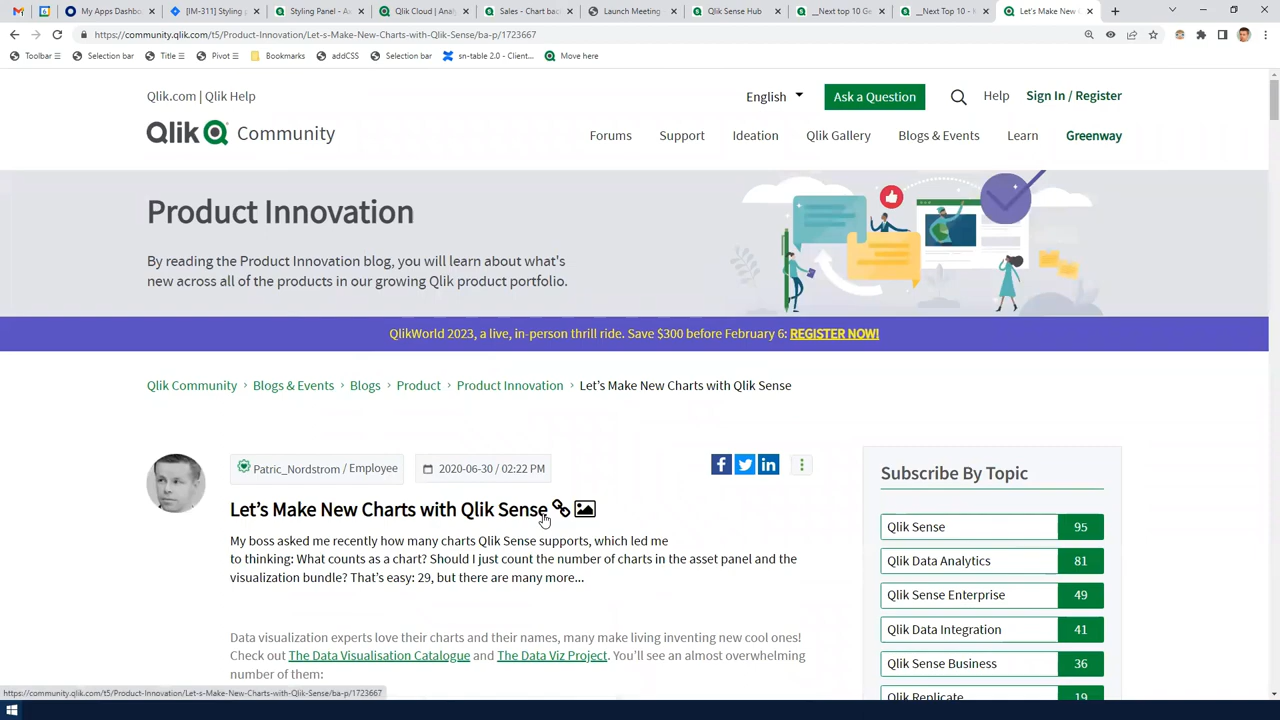 My Apps Dashbo
[IM-311] Styling
Styling Panel - As
Qlik Cloud | Anal
Sales - Chart bac
Launch Meeting
Qlik Sense Hub
__Next top 10 Ge
__Next Top 10 -
Let's Make New C
https://community.qlik.com/t5/Product-Innovation/Let-s-Make-New-Charts-with-Qlik-Sense/ba-p/1723667
Toolbar ☰
Selection bar
Title ☰
Pivot ☰
Bookmarks
addCSS
Selection bar
sn-table 2.0 - Client...
Move here
Qlik.com | Qlik Help
English
Ask a Question
Help
Sign In / Register
Qlik Community
Forums
Support
Ideation
Qlik Gallery
Blogs & Events
Learn
Greenway
Product Innovation
By reading the Product Innovation blog, you will learn about what's
new across all of the products in our growing Qlik product portfolio.
QlikWorld 2023, a live, in-person thrill ride. Save $300 before February 6: REGISTER NOW!
Qlik Community › Blogs & Events › Blogs › Product › Product Innovation › Let's Make New Charts with Qlik Sense
Patric_Nordstrom / Employee
2020-06-30 / 02:22 PM
Let's Make New Charts with Qlik Sense
My boss asked me recently how many charts Qlik Sense supports, which led me
to thinking: What counts as a chart? Should I just count the number of charts in the asset panel and the
visualization bundle? That's easy: 29, but there are many more...
Data visualization experts love their charts and their names, many make living inventing new cool ones!
Check out The Data Visualisation Catalogue and The Data Viz Project. You'll see an almost overwhelming
number of them:
Subscribe By Topic
Qlik Sense 95
Qlik Data Analytics 81
Qlik Sense Enterprise 49
Qlik Data Integration 41
Qlik Sense Business 36
Qlik Replicate 19
https://community.qlik.com/t5/Product-Innovation/Let-s-Make-New-Charts-with-Qlik-Sense/ba-p/1723667